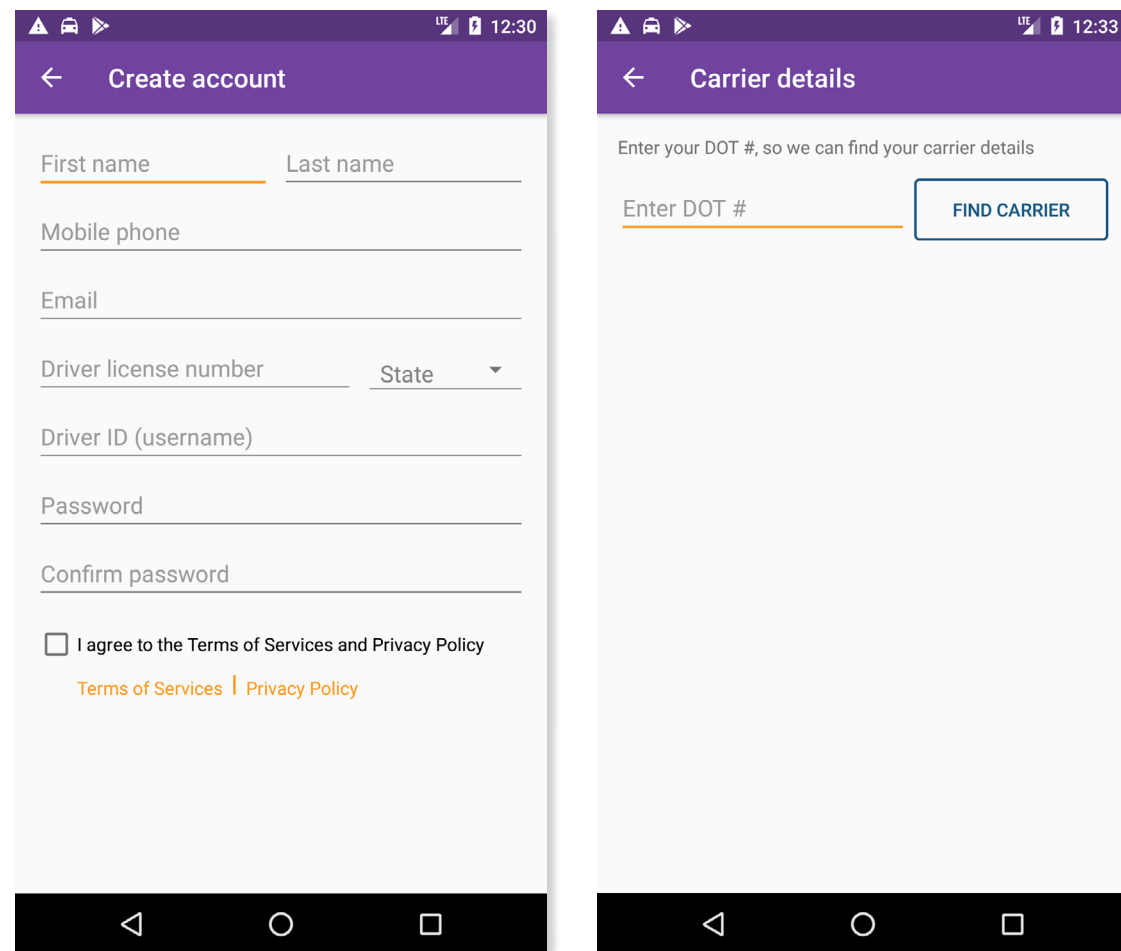 LTE 12:30
Create account
First name Last name
Mobile phone
Email
Driver license number State
Driver ID (username)
Password
Confirm password
I agree to the Terms of Services and Privacy Policy
Terms of Services | Privacy Policy
LTE 12:33
Carrier details
Enter your DOT #, so we can find your carrier details
Enter DOT # FIND CARRIER